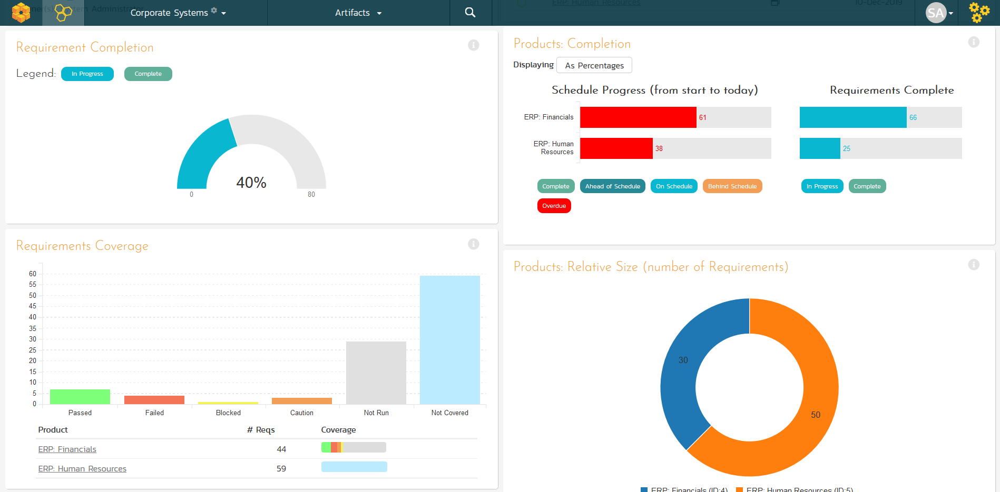 ner(s): System Administrator
ERP: Human Resources
10-Dec-2019
Corporate Systems
Artifacts
SA
Requirement Completion
Legend: In Progress Complete
40%
0 80
Requirements Coverage
60
55
50
45
40
35
30
25
20
15
10
5
0
Passed Failed Blocked Caution Not Run Not Covered
Product # Reqs Coverage
ERP: Financials 44
ERP: Human Resources 59
Products: Completion
Displaying As Percentages
Schedule Progress (from start to today) Requirements Complete
ERP: Financials 61 66
ERP: Human
Resources 38 25
Complete Ahead of Schedule On Schedule Behind Schedule In Progress Complete
Overdue
Products: Relative Size (number of Requirements)
30
50
ERP: Financials (ID:4) ERP: Human Resources (ID:5)